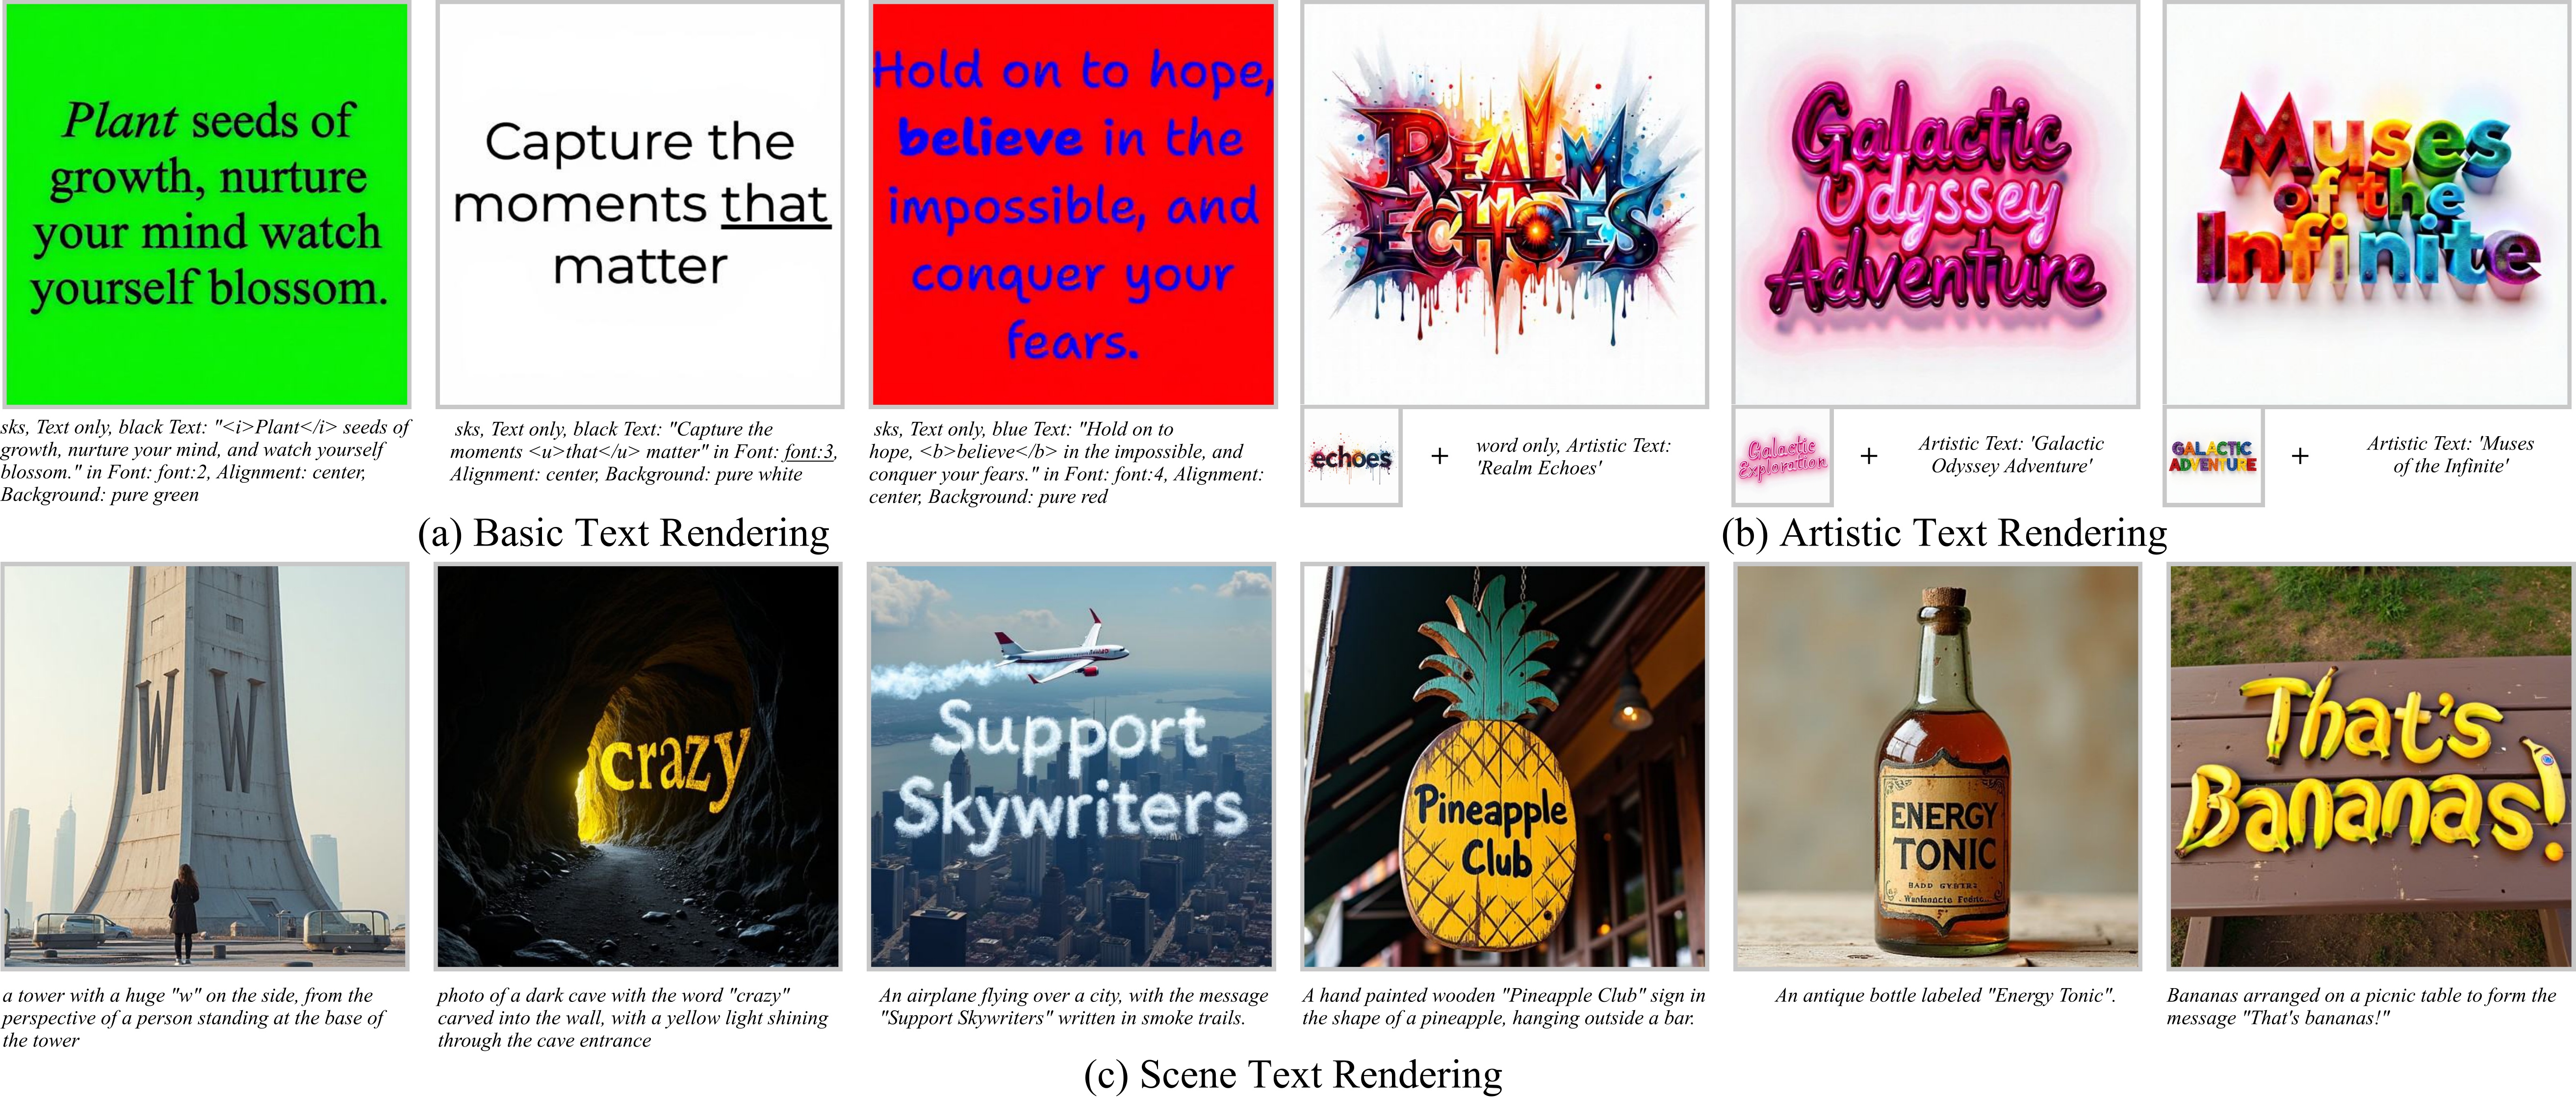 Plant seeds of
growth, nurture
your mind watch
yourself blossom.
sks, Text only, black Text: "<i>Plant</i> seeds of
growth, nurture your mind, and watch yourself
blossom." in Font: font:2, Alignment: center,
Background: pure green
Capture the
moments that
matter
sks, Text only, black Text: "Capture the
moments <u>that</u> matter" in Font: font:3,
Alignment: center, Background: pure white
Hold on to hope,
believe in the
impossible, and
conquer your
fears.
sks, Text only, blue Text: "Hold on to
hope, <b>believe</b> in the impossible, and
conquer your fears." in Font: font:4, Alignment:
center, Background: pure red
(a) Basic Text Rendering
REALM
ECHOES
echoes
+
word only, Artistic Text:
'Realm Echoes'
Galactic
Odyssey
Adventure
Galactic
Exploration
+
Artistic Text: 'Galactic
Odyssey Adventure'
Muses
of the
Infinite
GALACTIC
ADVENTURE
+
Artistic Text: 'Muses
of the Infinite'
(b) Artistic Text Rendering
W W
a tower with a huge "w" on the side, from the
perspective of a person standing at the base of
the tower
crazy
photo of a dark cave with the word "crazy"
carved into the wall, with a yellow light shining
through the cave entrance
Support
Skywriters
An airplane flying over a city, with the message
"Support Skywriters" written in smoke trails.
Pineapple
Club
A hand painted wooden "Pineapple Club" sign in
the shape of a pineapple, hanging outside a bar.
ENERGY
TONIC
An antique bottle labeled "Energy Tonic".
That's
Bananas!
Bananas arranged on a picnic table to form the
message "That's bananas!"
(c) Scene Text Rendering